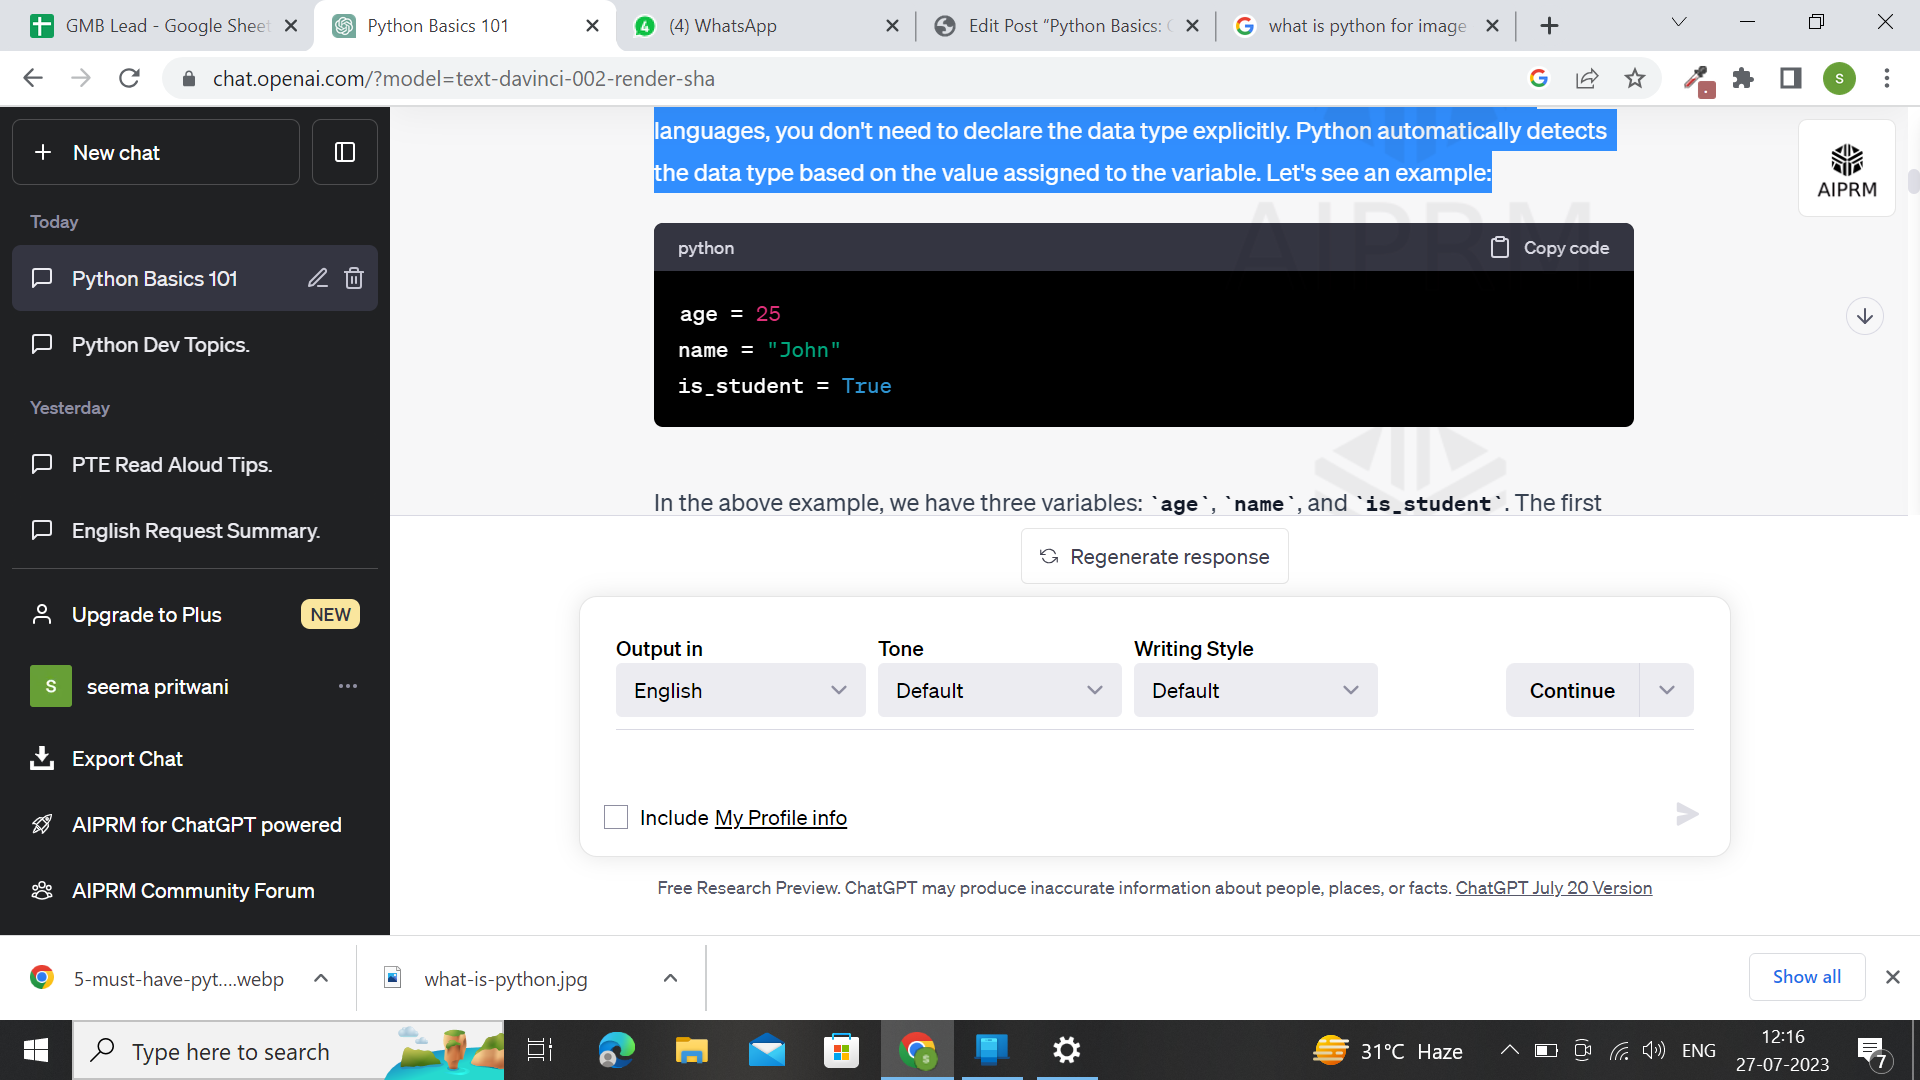 GMB Lead - Google Sheet
Python Basics 101
(4) WhatsApp
Edit Post “Python Basics:
what is python for image
chat.openai.com/?model=text-davinci-002-render-sha
S
New chat
Today
Python Basics 101
Python Dev Topics.
Yesterday
PTE Read Aloud Tips.
English Request Summary.
Upgrade to Plus
NEW
S
seema pritwani
Export Chat
AIPRM for ChatGPT powered
AIPRM Community Forum
languages, you don't need to declare the data type explicitly. Python automatically detects
the data type based on the value assigned to the variable. Let's see an example:
AIPRM
AIPRM
python
Copy code
age = 25
name = "John"
is_student = True
In the above example, we have three variables: `age`, `name`, and `is_student`. The first
Regenerate response
Output in
Tone
Writing Style
English
Default
Default
Continue
Include My Profile info
Free Research Preview. ChatGPT may produce inaccurate information about people, places, or facts. ChatGPT July 20 Version
5-must-have-pyt....webp
what-is-python.jpg
Show all
Type here to search
31°C Haze
ENG
12:16
27-07-2023
7